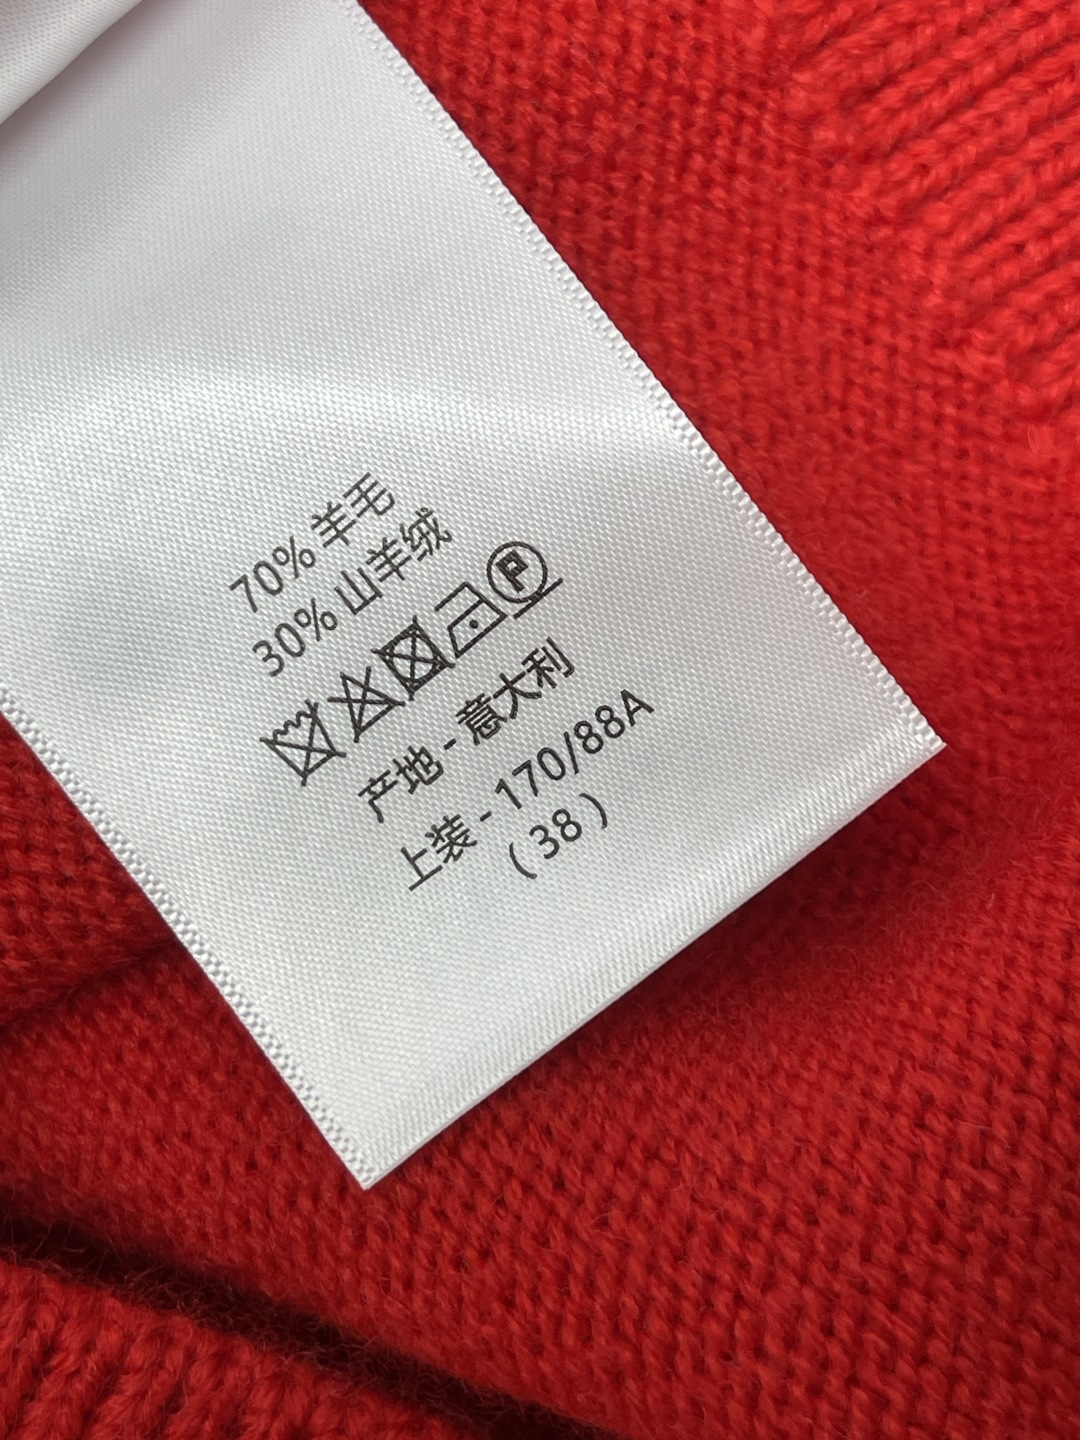 70% 羊毛
30% 山羊绒
P
产地 - 意大利
上装 - 170/88A
( 38 )